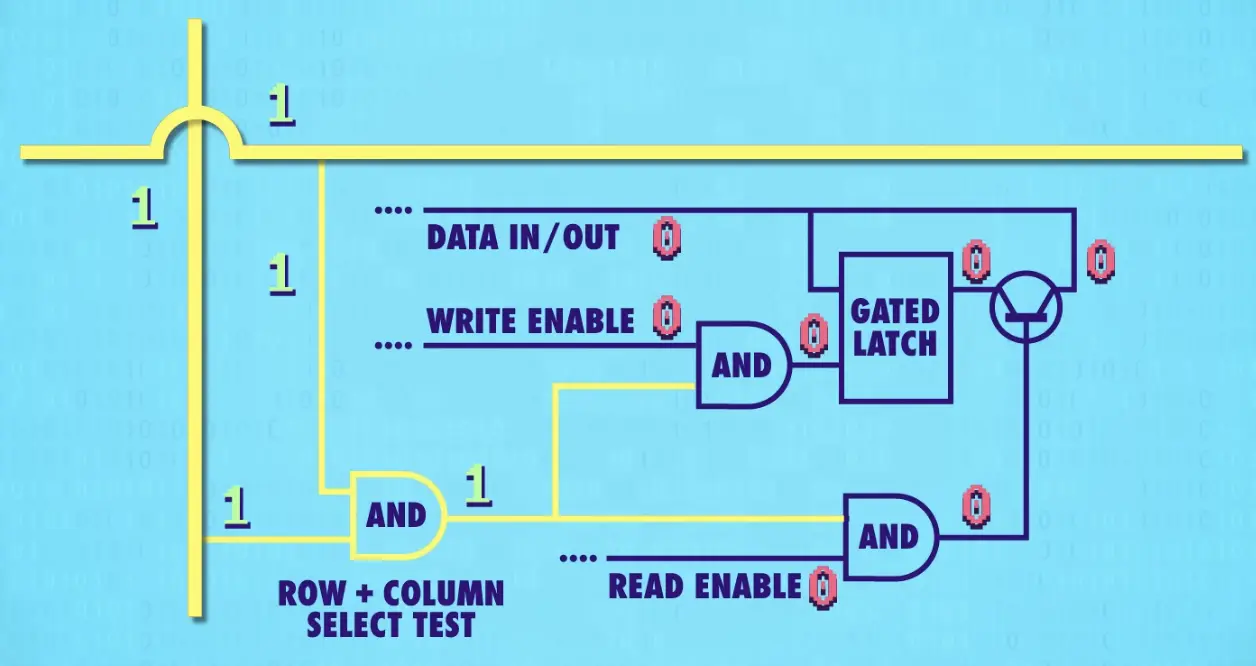 1
1
1
DATA IN/OUT 0
0
0
WRITE ENABLE 0
0
GATED
LATCH
AND
1
1
AND
0
AND
READ ENABLE 0
ROW + COLUMN
SELECT TEST